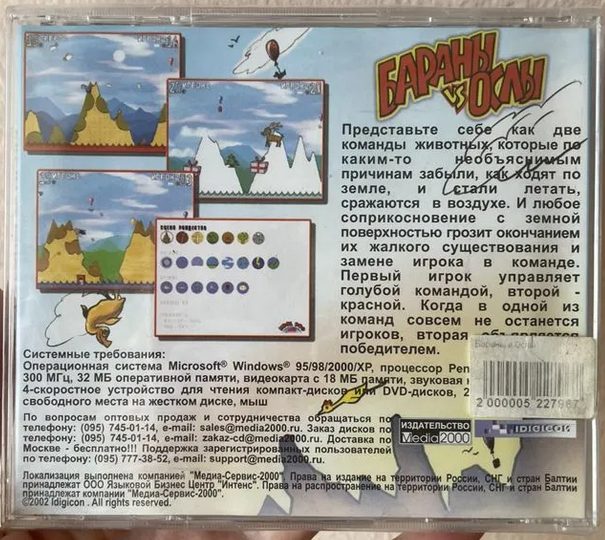 БАРАНЫ
vs ОСЛЫ
Представьте себе, как две
команды животных, которые по
каким-то необъяснимым
причинам забыли, как ходят по
земле, и стали летать,
сражаются в воздухе. И любое
соприкосновение с земной
поверхностью грозит окончанием
их жалкого существования и
замене игрока в команде.
Первый игрок управляет
голубой командой, второй -
красной. Когда в одной из
команд совсем не останется
игроков, вторая объявляется
победителем.
Системные требования:
Операционная система Microsoft® Windows® 95/98/2000/XP, процессор
300 МГц, 32 МБ оперативной памяти, видеокарта с 18 МБ памяти, звуковая
4-скоростное устройство для чтения компакт-дисков или DVD-дисков,
свободного места на жестком диске, мыш
Бараны и Ослы
2 000005 227967
По вопросам оптовых продаж и сотрудничества обращаться по
телефону: (095) 745-01-14, e-mail: sales@media2000.ru. Заказ дисков по
телефону: (095) 745-01-14, e-mail: zakaz-cd@media2000.ru. Доставка по
Москве - бесплатно!!! Поддержка зарегистрированных пользователей
по телефону: (095) 777-38-52, e-mail: support@media2000.ru.
ИЗДАТЕЛЬСТВО
Media2000
IDIGICON
Локализация выполнена компанией "Медиа-Сервис-2000". Права на издание на территории России, СНГ и стран Балтии
принадлежат ООО Языковой Бизнес Центр "Интенс". Права на распространение на территории России, СНГ и стран Балтии
принадлежат компании "Медиа-Сервис-2000".
©2002 Idigicon . All rights reserved.